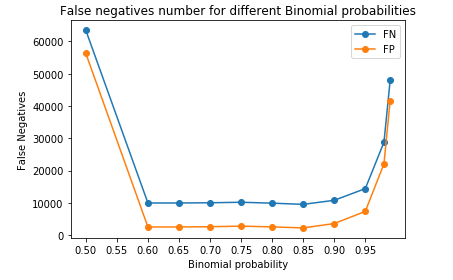 False negatives number for different Binomial probabilities
FN
FP
60000
50000
40000
30000
20000
10000
0
False Negatives
0.50 0.55 0.60 0.65 0.70 0.75 0.80 0.85 0.90 0.95
Binomial probability